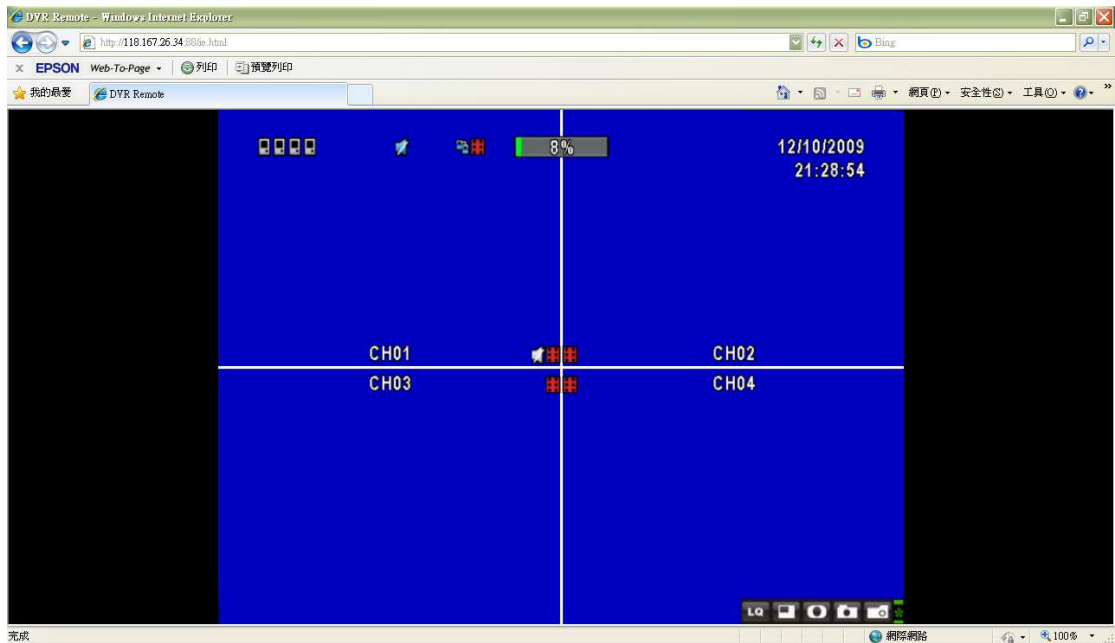 DVR Remote - Windows Internet Explorer
http://118.167.26.34:88/ie.html
Bing
x EPSON Web-To-Page 列印 預覽列印
我的最愛 DVR Remote 網頁(P) 安全性(S) 工具(O) »
8% 12/10/2009
21:28:54
CH01 CH02
CH03 CH04
LQ
完成 網際網路 100%